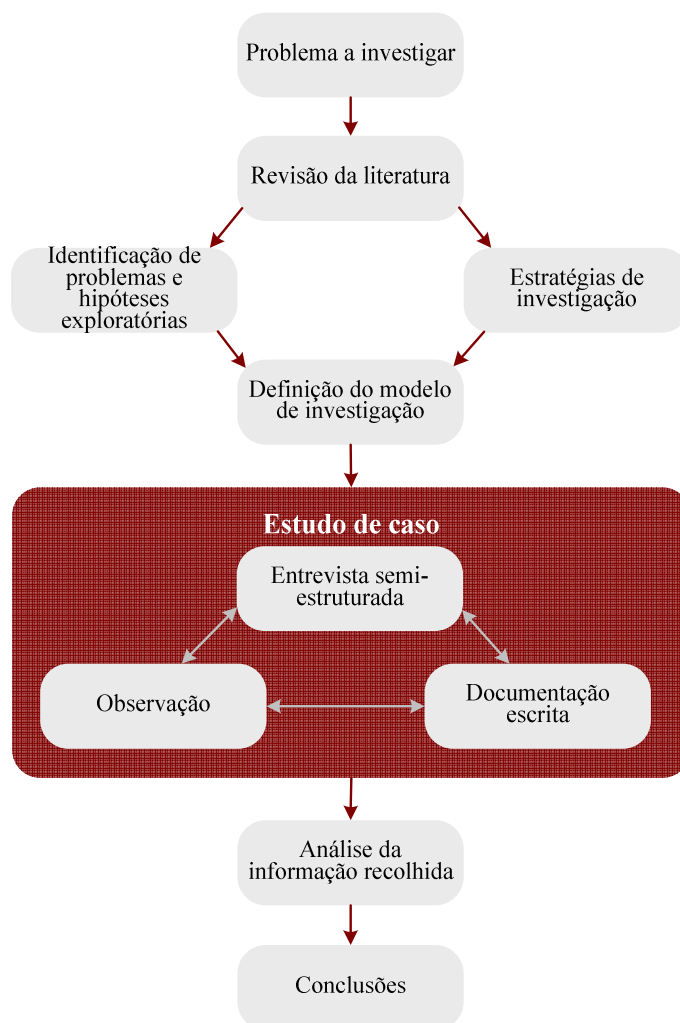 Problema a investigar
Revisão da literatura
Identificação de
problemas e
hipóteses
exploratórias
Estratégias de
investigação
Definição do modelo
de investigação
Estudo de caso
Entrevista semi-
estruturada
Observação
Documentação
escrita
Análise da
informação recolhida
Conclusões